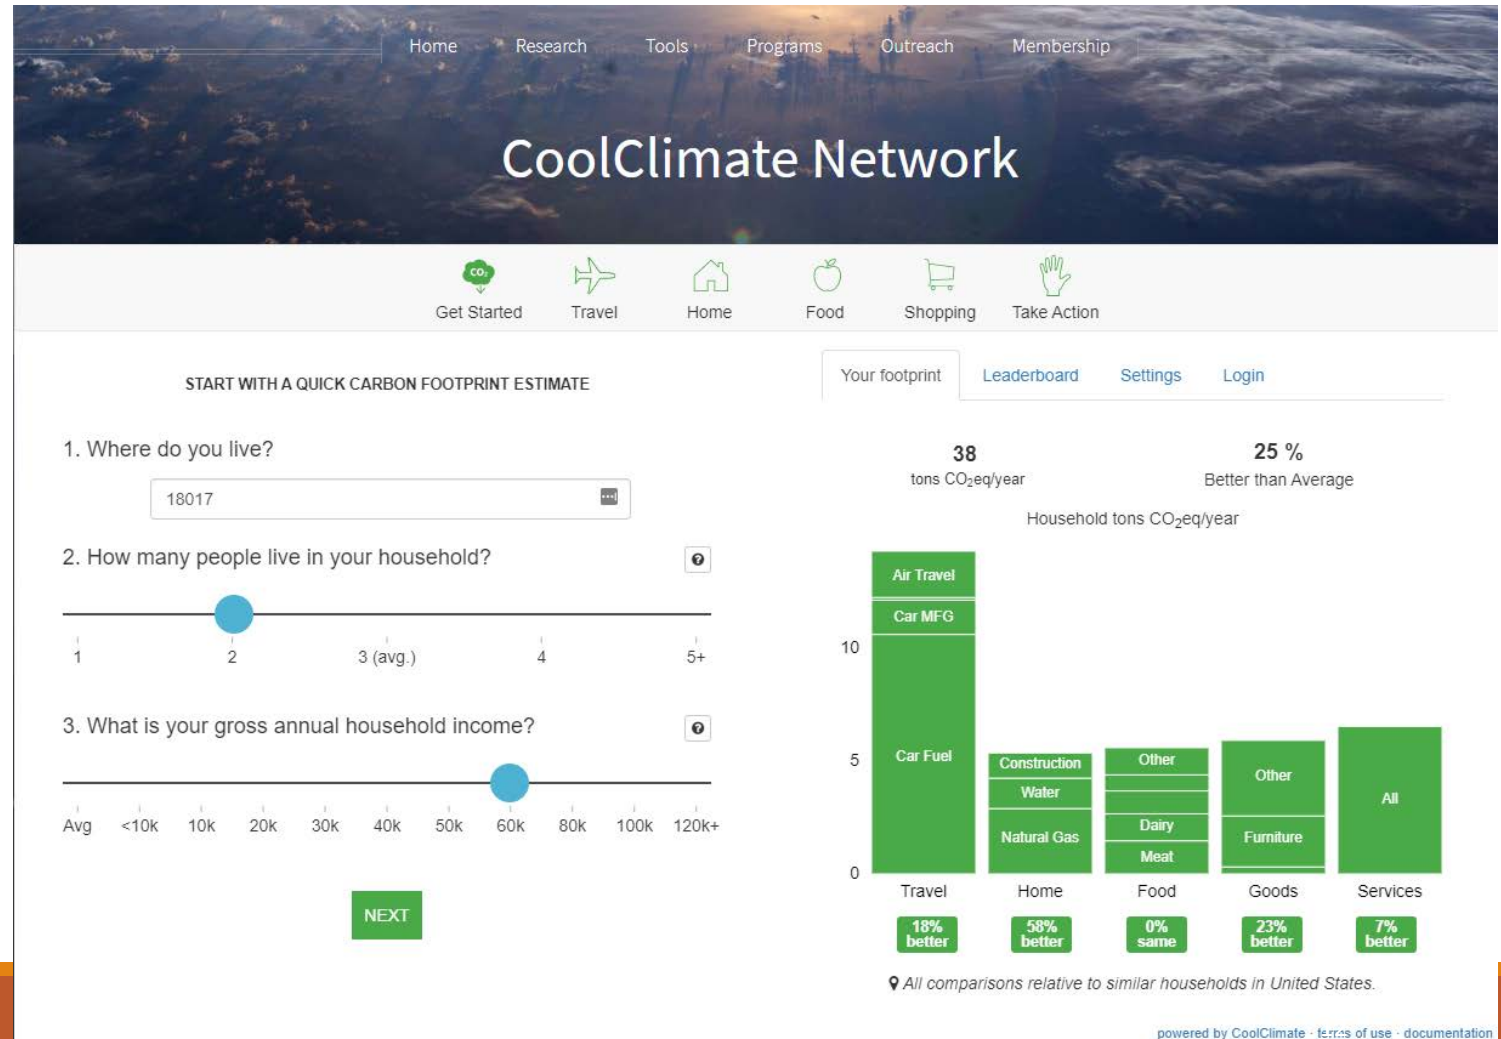 Home Research Tools Programs Outreach Membership
CoolClimate Network
CO₂
Get Started Travel Home Food Shopping Take Action
START WITH A QUICK CARBON FOOTPRINT ESTIMATE
1. Where do you live?
18017
2. How many people live in your household?
1 2 3 (avg.) 4 5+
3. What is your gross annual household income?
Avg <10k 10k 20k 30k 40k 50k 60k 80k 100k 120k+
NEXT
Your footprint Leaderboard Settings Login
38 25 %
tons CO₂eq/year Better than Average
Household tons CO₂eq/year
Air Travel
Car MFG
10
5
Car Fuel Construction Other Other All
Water
Dairy
Natural Gas Furniture
Meat
0
Travel Home Food Goods Services
18% 58% 0% 23% 7%
better better same better better
All comparisons relative to similar households in United States.
powered by CoolClimate · terms of use · documentation